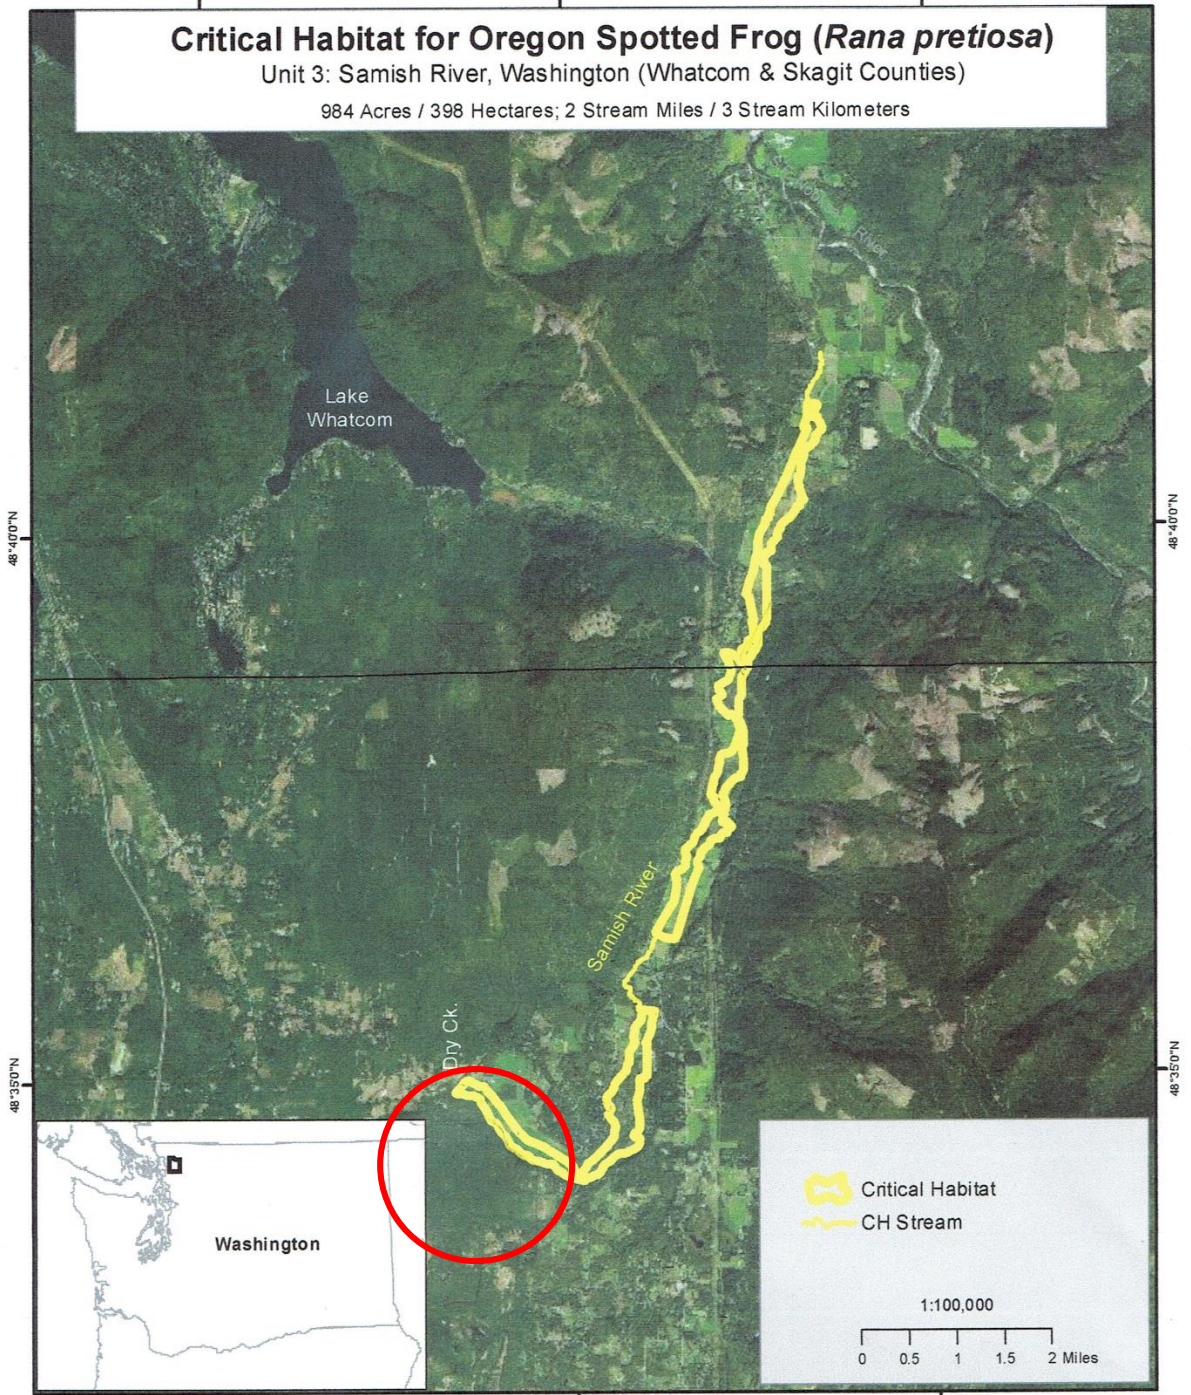 Critical Habitat for Oregon Spotted Frog (Rana pretiosa)
Unit 3: Samish River, Washington (Whatcom & Skagit Counties)
984 Acres / 398 Hectares; 2 Stream Miles / 3 Stream Kilometers
River
Lake
Whatcom
48°40'0"N
48°40'0"N
Samish River
Dry Ck.
48°35'0"N
48°35'0"N
Washington
Critical Habitat
CH Stream
1:100,000
0 0.5 1 1.5 2 Miles